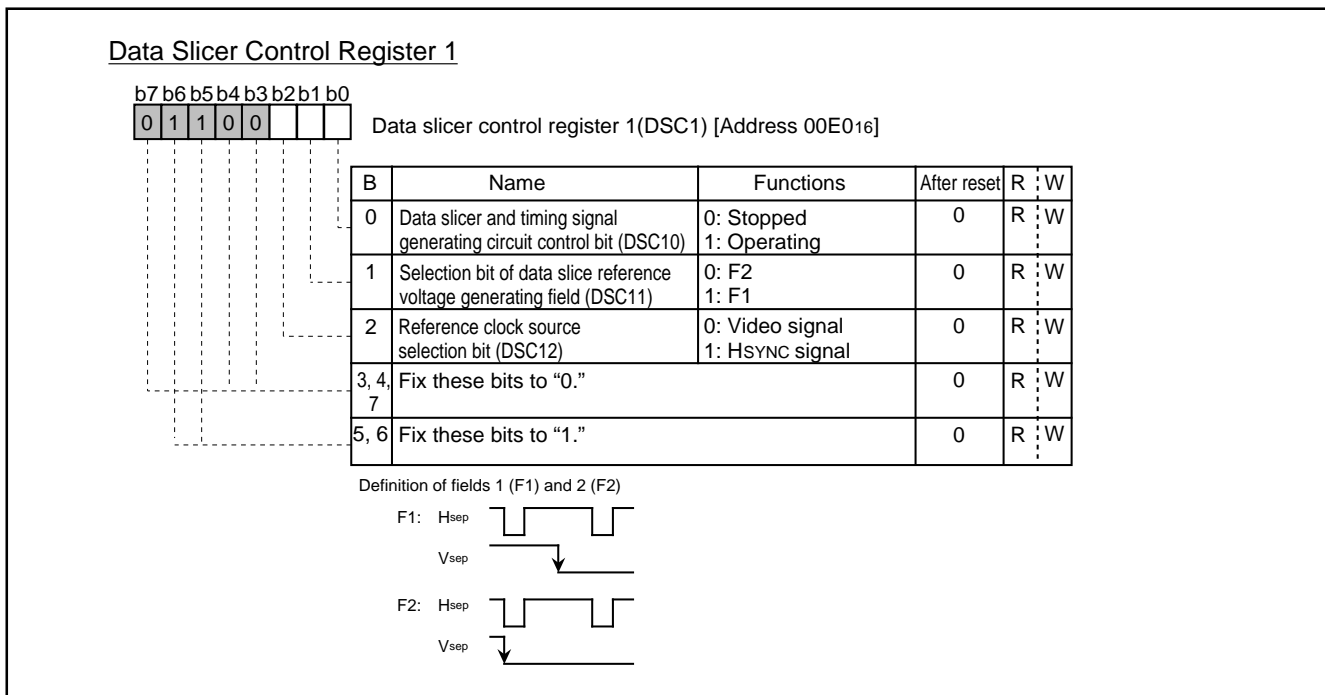 Data Slicer Control Register 1
b7 b6 b5 b4 b3 b2 b1 b0
0 1 1 0 0
Data slicer control register 1(DSC1) [Address 00E016]
B Name Functions After reset R W
0 Data slicer and timing signal 0: Stopped 0 R W
generating circuit control bit (DSC10) 1: Operating
1 Selection bit of data slice reference 0: F2 0 R W
voltage generating field (DSC11) 1: F1
2 Reference clock source 0: Video signal 0 R W
selection bit (DSC12) 1: HSYNC signal
3, 4, Fix these bits to “0.” 0 R W
7
5, 6 Fix these bits to “1.” 0 R W
Definition of fields 1 (F1) and 2 (F2)
F1: Hsep
Vsep
F2: Hsep
Vsep